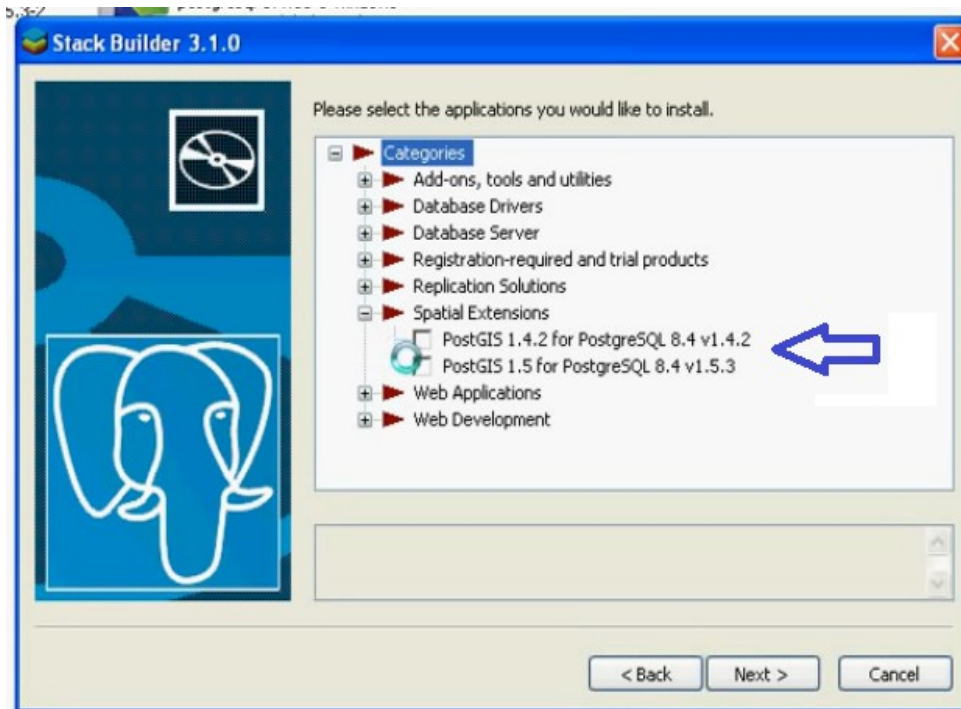 5.3-2
Stack Builder 3.1.0
Please select the applications you would like to install.
Categories
Add-ons, tools and utilities
Database Drivers
Database Server
Registration-required and trial products
Replication Solutions
Spatial Extensions
PostGIS 1.4.2 for PostgreSQL 8.4 v1.4.2
PostGIS 1.5 for PostgreSQL 8.4 v1.5.3
Web Applications
Web Development
< Back Next > Cancel